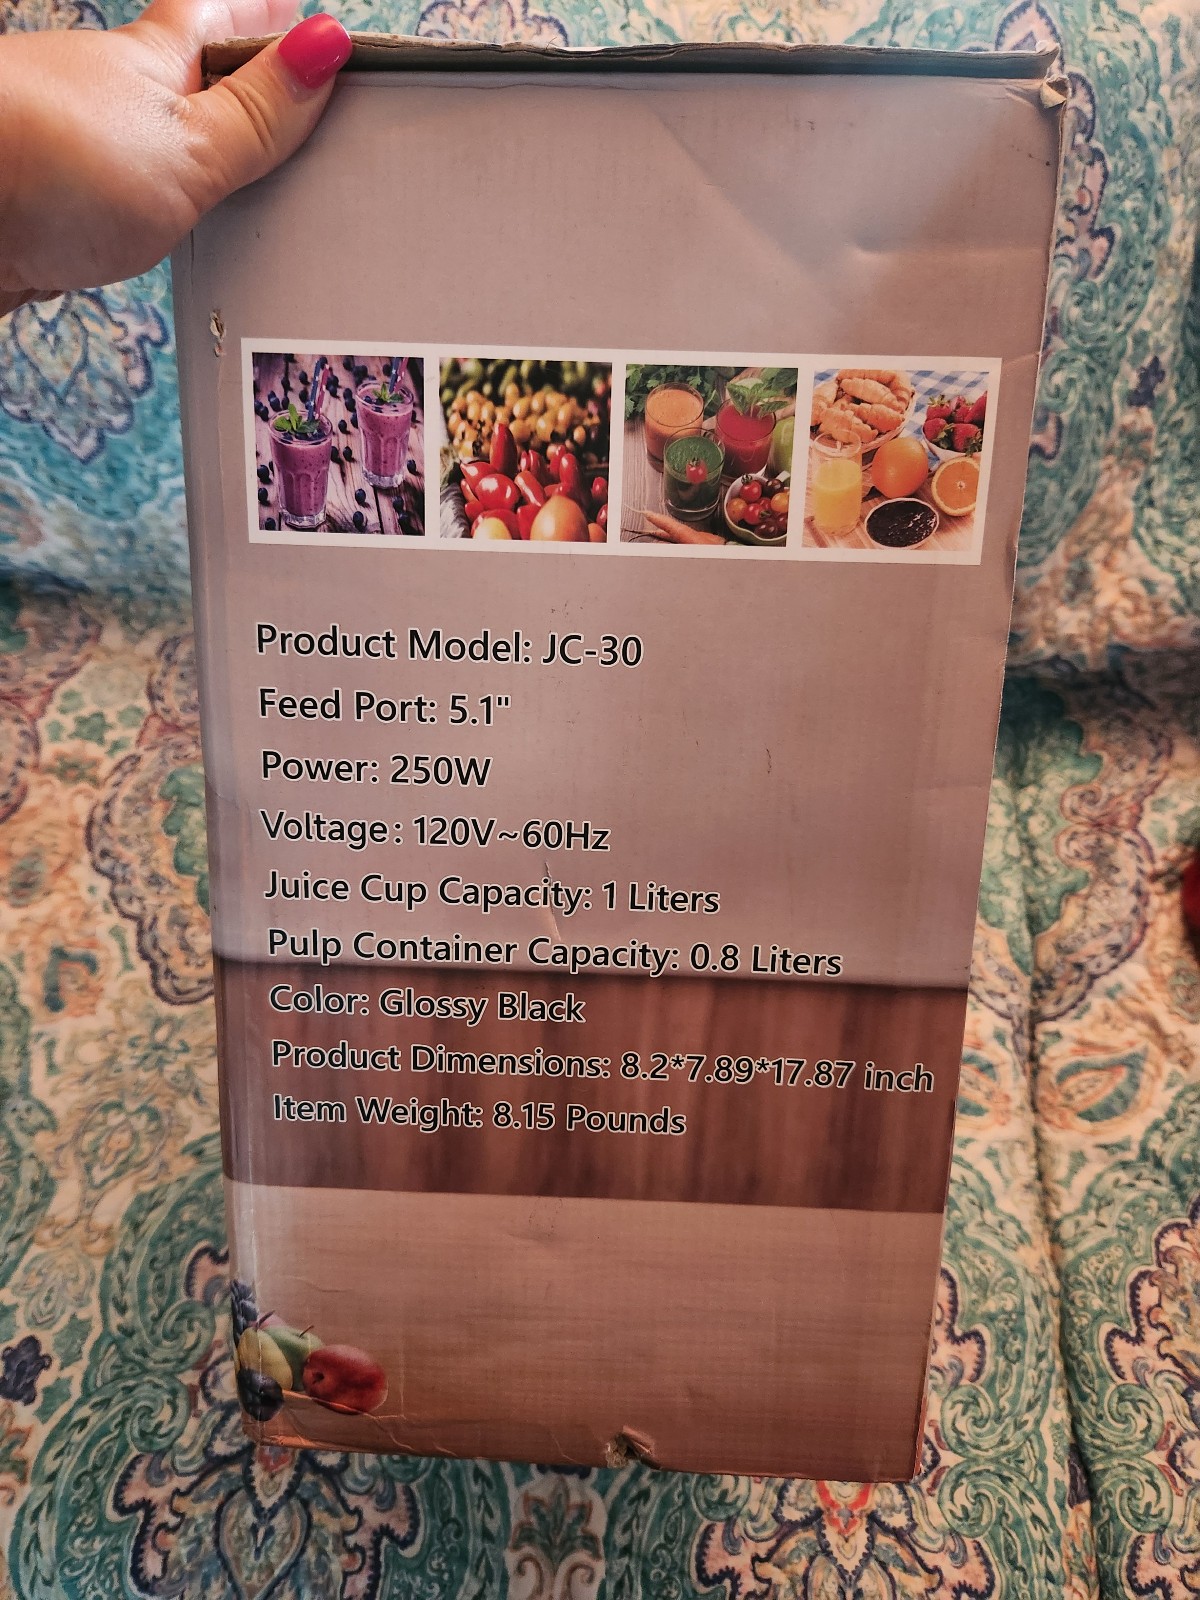 Product Model: JC-30
Feed Port: 5.1"
Power: 250W
Voltage: 120V~60Hz
Juice Cup Capacity: 1 Liters
Pulp Container Capacity: 0.8 Liters
Color: Glossy Black
Product Dimensions: 8.2*7.89*17.87 inch
Item Weight: 8.15 Pounds